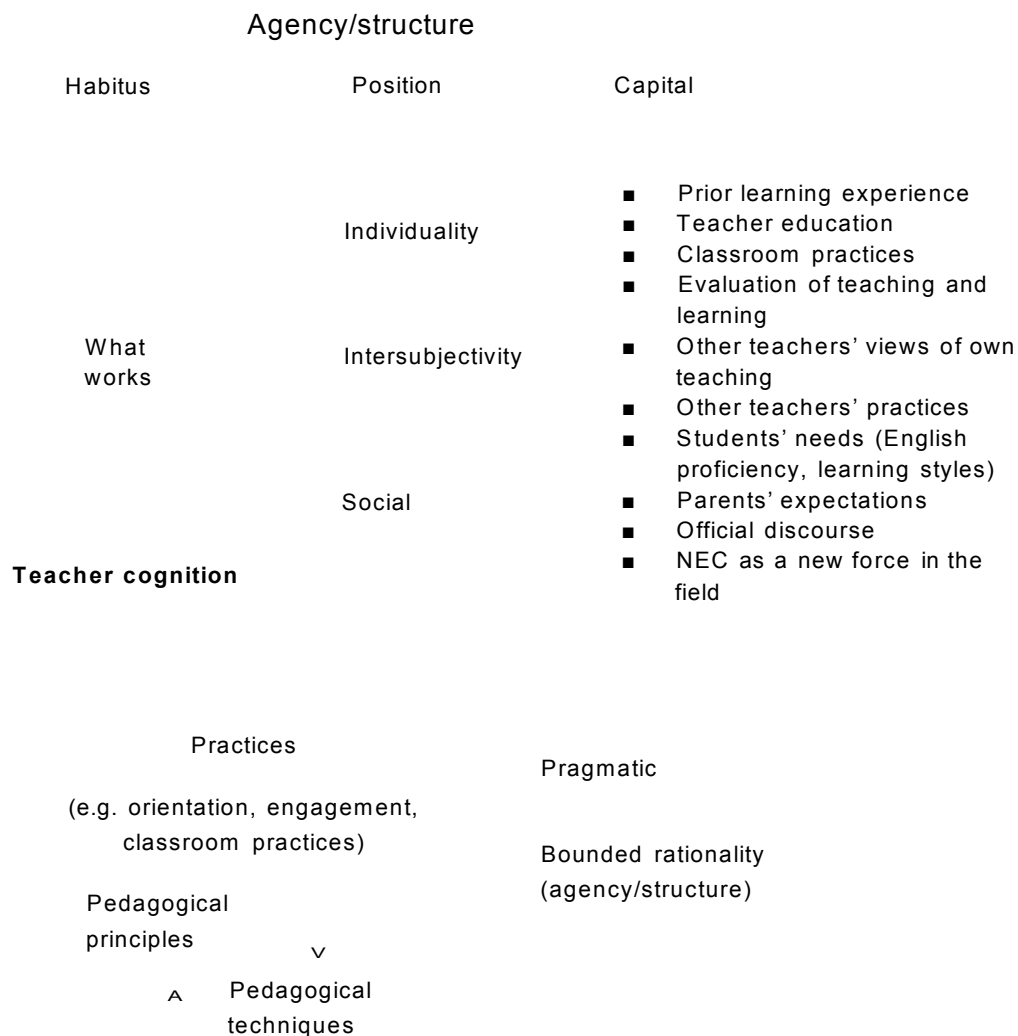 Agency/structure
Habitus
Position
Capital
■ Prior learning experience
Individuality
■ Teacher education
■ Classroom practices
■ Evaluation of teaching and
learning
What
works
Intersubjectivity
■ Other teachers’ views of own
teaching
■ Other teachers’ practices
■ Students’ needs (English
proficiency, learning styles)
Social
■ Parents’ expectations
■ Official discourse
■ NEC as a new force in the
field
Teacher cognition
Practices
(e.g. orientation, engagement,
classroom practices)
Pragmatic
Bounded rationality
(agency/structure)
Pedagogical
principles
V
A
Pedagogical
techniques